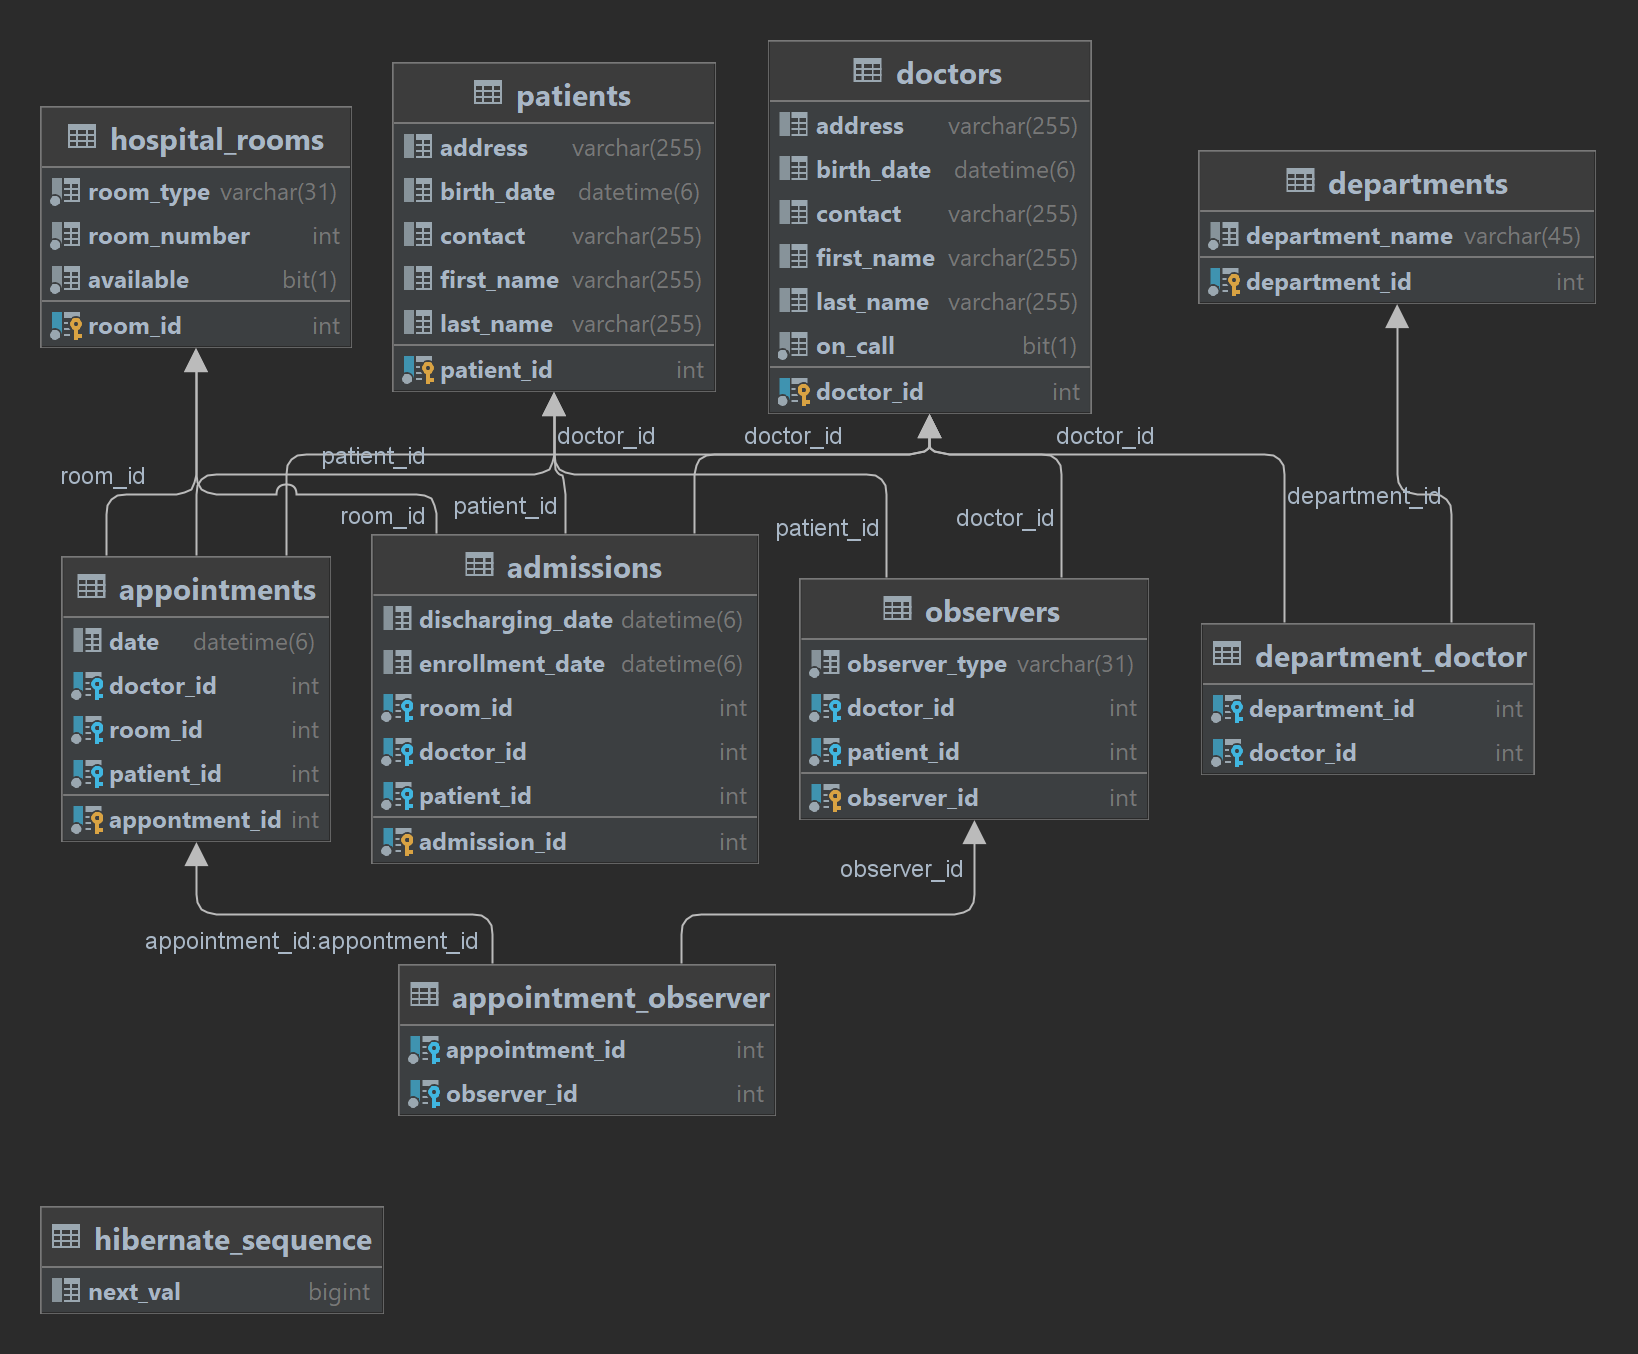 hospital_rooms
room_type varchar(31)
room_number int
available bit(1)
room_id int
patients
address varchar(255)
birth_date datetime(6)
contact varchar(255)
first_name varchar(255)
last_name varchar(255)
patient_id int
doctors
address varchar(255)
birth_date datetime(6)
contact varchar(255)
first_name varchar(255)
last_name varchar(255)
on_call bit(1)
doctor_id int
departments
department_name varchar(45)
department_id int
doctor_id
doctor_id
doctor_id
patient_id
room_id
department_id
patient_id
room_id
doctor_id
patient_id
appointments
date datetime(6)
doctor_id int
room_id int
patient_id int
appontment_id int
admissions
discharging_date datetime(6)
enrollment_date datetime(6)
room_id int
doctor_id int
patient_id int
admission_id int
observers
observer_type varchar(31)
doctor_id int
patient_id int
observer_id int
department_doctor
department_id int
doctor_id int
observer_id
appointment_id:appontment_id
appointment_observer
appointment_id int
observer_id int
hibernate_sequence
next_val bigint